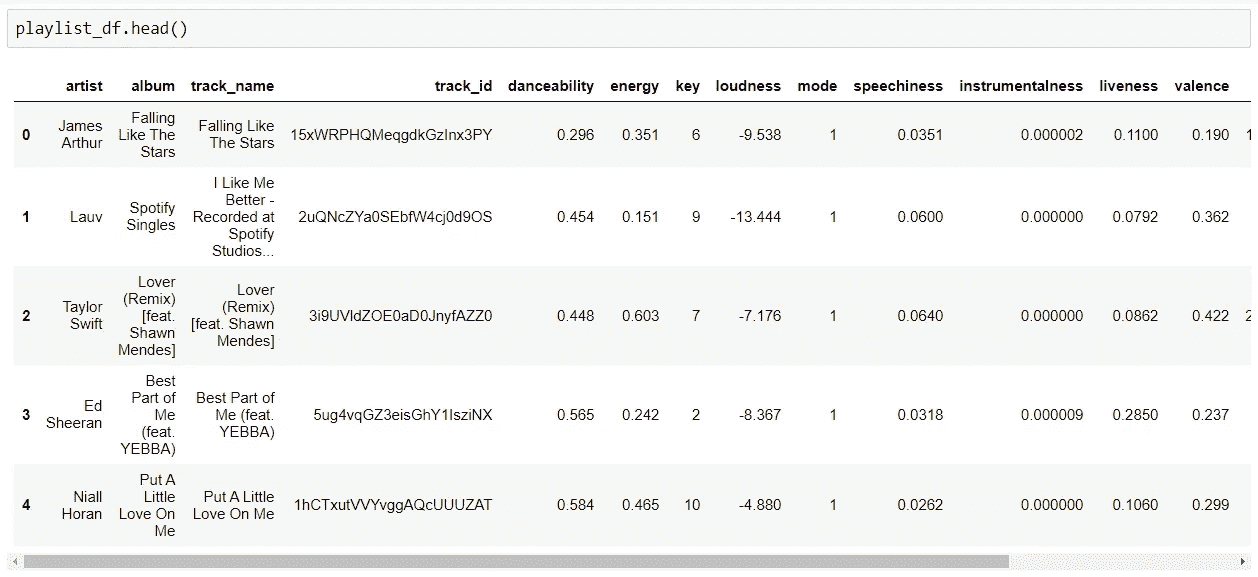 playlist_df.head()
artist album track_name track_id danceability energy key loudness mode speechiness instrumentalness liveness valence
0 James Arthur Falling Like The Stars Falling Like The Stars 15xWRPHQMeqgdkGzInx3PY 0.296 0.351 6 -9.538 1 0.0351 0.000002 0.1100 0.190 1
1 Lauv Spotify Singles I Like Me Better - Recorded at Spotify Studios... 2uQNcZYa0SEbfW4cj0d9OS 0.454 0.151 9 -13.444 1 0.0600 0.000000 0.0792 0.362
2 Taylor Swift Lover (Remix) [feat. Shawn Mendes] Lover (Remix) [feat. Shawn Mendes] 3i9UVldZOE0aD0JnyfAZZ0 0.448 0.603 7 -7.176 1 0.0640 0.000000 0.0862 0.422 2
3 Ed Sheeran Best Part of Me (feat. YEBBA) Best Part of Me (feat. YEBBA) 5ug4vqGZ3eisGhY1IsziNX 0.565 0.242 2 -8.367 1 0.0318 0.000009 0.2850 0.237
4 Niall Horan Put A Little Love On Me Put A Little Love On Me 1hCTxutVVYvggAQcUUUZAT 0.584 0.465 10 -4.880 1 0.0262 0.000000 0.1060 0.299